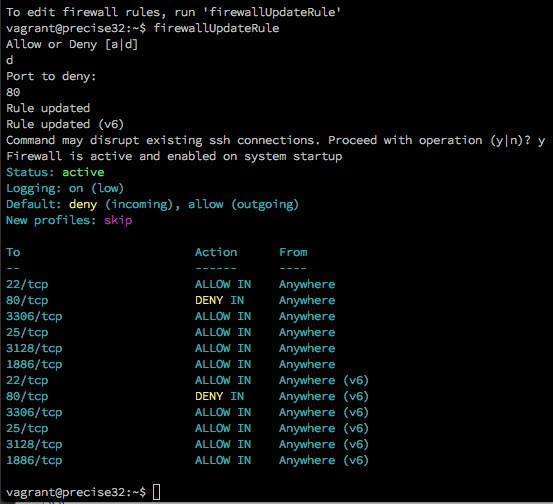 To edit firewall rules, run 'firewallUpdateRule'
vagrant@precise32:~$ firewallUpdateRule
Allow or Deny [a|d]
d
Port to deny:
80
Rule updated
Rule updated (v6)
Command may disrupt existing ssh connections. Proceed with operation (y|n)? y
Firewall is active and enabled on system startup
Status: active
Logging: on (low)
Default: deny (incoming), allow (outgoing)
New profiles: skip
To                         Action      From
--                         ------      ----
22/tcp                     ALLOW IN    Anywhere
80/tcp                     DENY IN     Anywhere
3306/tcp                   ALLOW IN    Anywhere
25/tcp                     ALLOW IN    Anywhere
3128/tcp                   ALLOW IN    Anywhere
1886/tcp                   ALLOW IN    Anywhere
22/tcp                     ALLOW IN    Anywhere (v6)
80/tcp                     DENY IN     Anywhere (v6)
3306/tcp                   ALLOW IN    Anywhere (v6)
25/tcp                     ALLOW IN    Anywhere (v6)
3128/tcp                   ALLOW IN    Anywhere (v6)
1886/tcp                   ALLOW IN    Anywhere (v6)
vagrant@precise32:~$